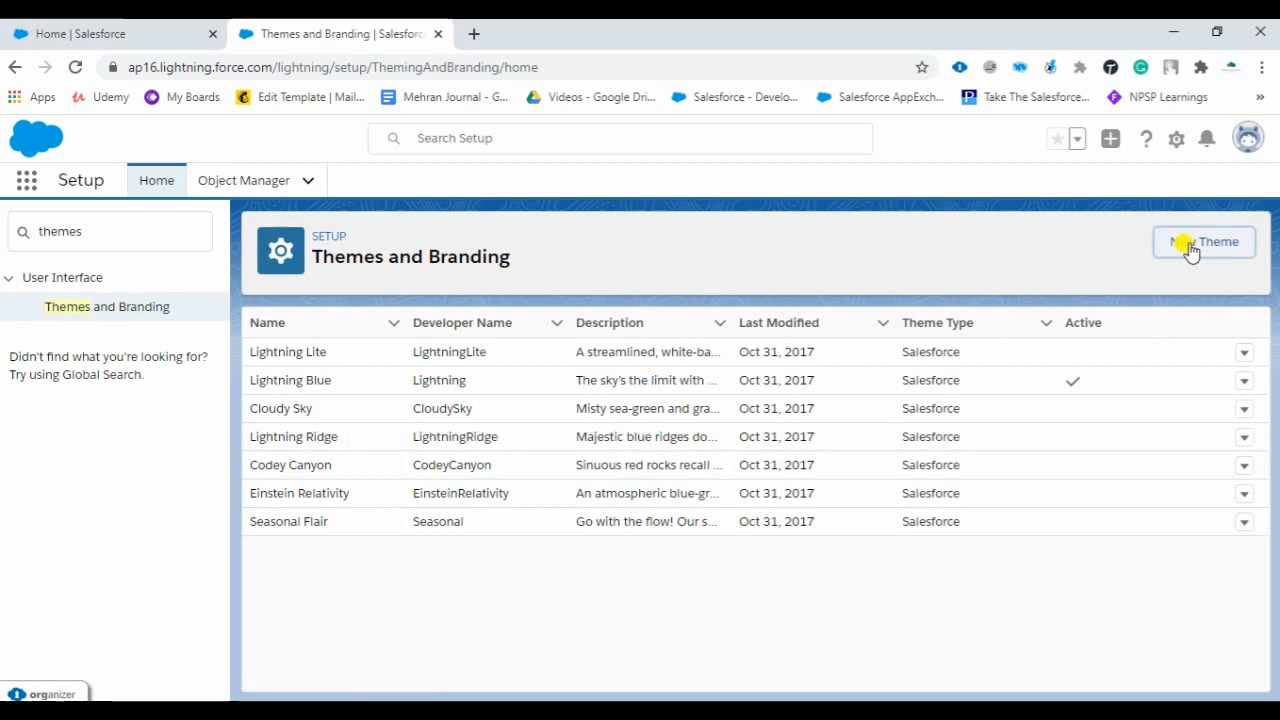 Home | Salesforce
Themes and Branding | Salesforc
ap16.lightning.force.com/lightning/setup/ThemingAndBranding/home
Apps
Udemy
My Boards
Edit Template | Mail...
Mehran Journal - G...
Videos - Google Dri...
Salesforce - Develo...
Salesforce AppExch...
Take The Salesforce...
NPSP Learnings
»
Search Setup
Setup
Home
Object Manager
themes
User Interface
Themes and Branding
Didn't find what you're looking for?
Try using Global Search.
SETUP
Themes and Branding
Theme
Name Developer Name Description Last Modified Theme Type Active
Lightning Lite LightningLite A streamlined, white-ba... Oct 31, 2017 Salesforce
Lightning Blue Lightning The sky's the limit with ... Oct 31, 2017 Salesforce
Cloudy Sky CloudySky Misty sea-green and gra... Oct 31, 2017 Salesforce
Lightning Ridge LightningRidge Majestic blue ridges do... Oct 31, 2017 Salesforce
Codey Canyon CodeyCanyon Sinuous red rocks recall ... Oct 31, 2017 Salesforce
Einstein Relativity EinsteinRelativity An atmospheric blue-gr... Oct 31, 2017 Salesforce
Seasonal Flair Seasonal Go with the flow! Our s... Oct 31, 2017 Salesforce
organizer